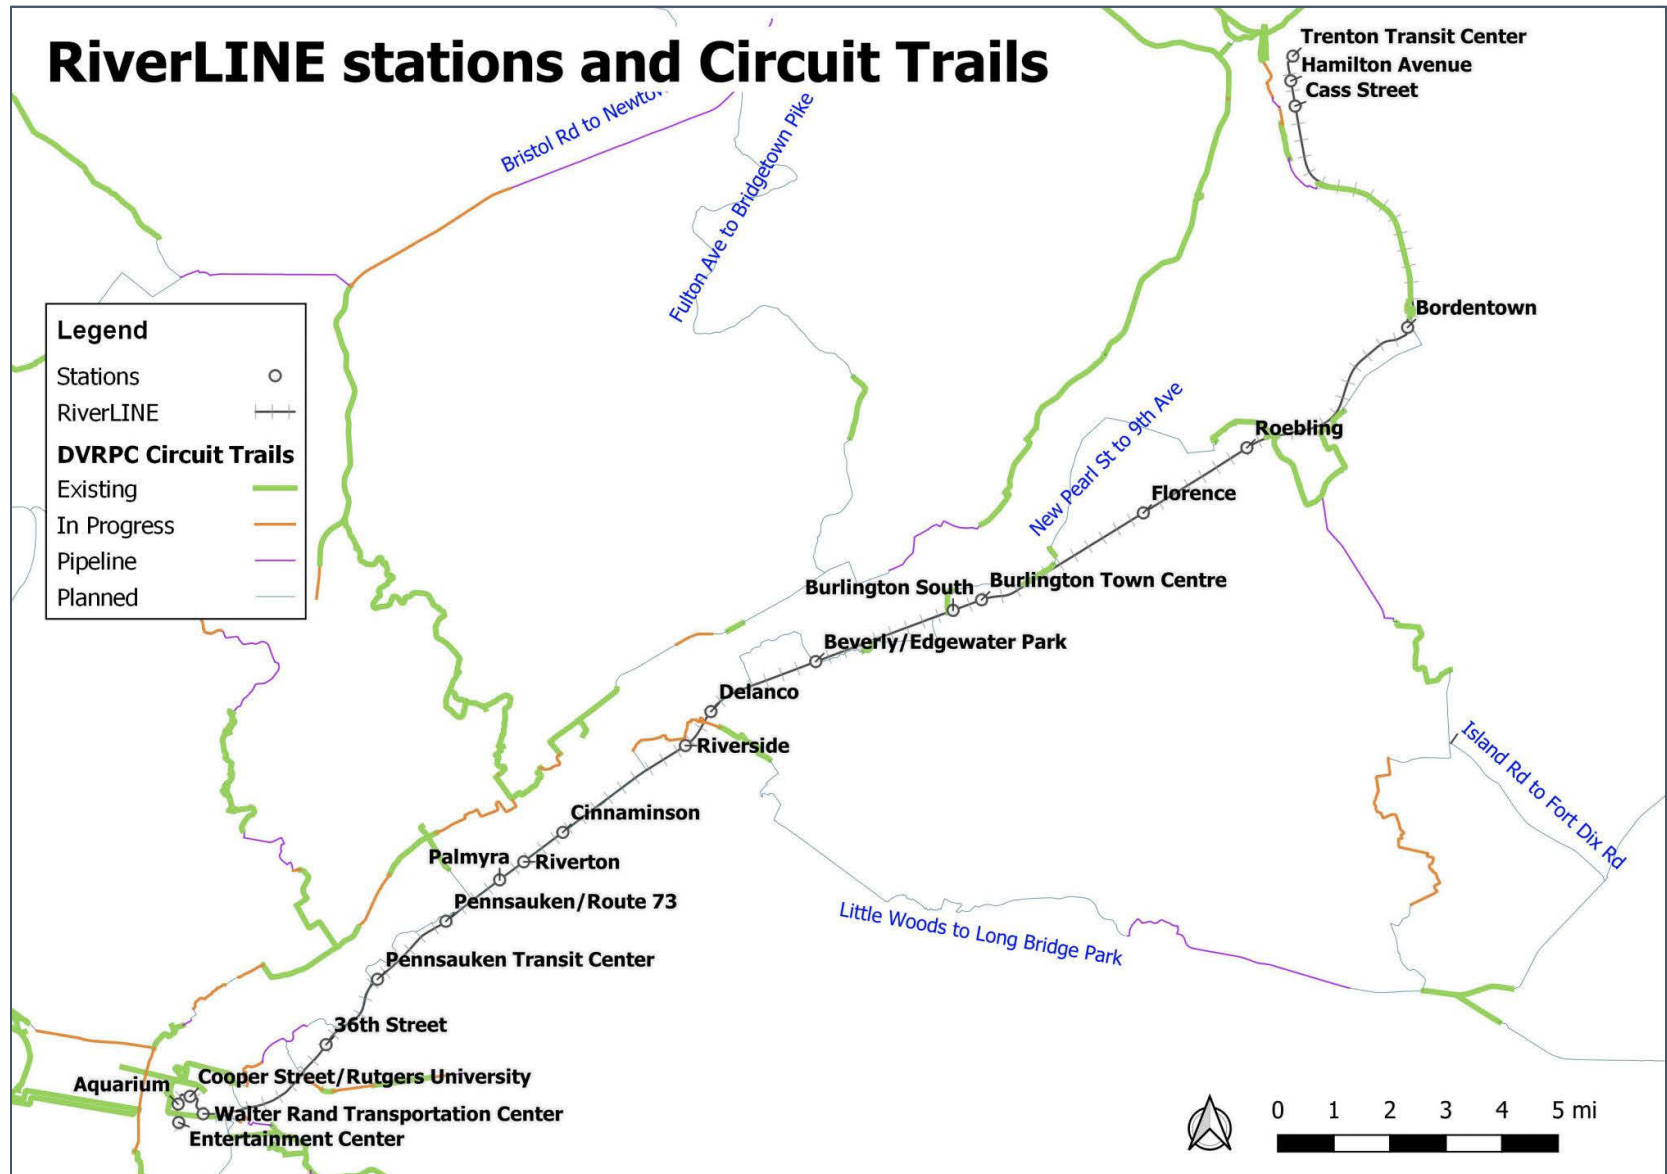 RiverLINE stations and Circuit Trails
Trenton Transit Center
Hamilton Avenue
Cass Street
Bristol Rd to Newtow
Fulton Ave to Bridgetown Pike
Bordentown
Legend
Stations
RiverLINE
DVRPC Circuit Trails
Existing
In Progress
Pipeline
Planned
New Pearl St to 9th Ave
Roebling
Florence
Burlington South
Burlington Town Centre
Beverly/Edgewater Park
Delanco
Riverside
Island Rd to Fort Dix Rd
Cinnaminson
Palmyra
Riverton
Pennsauken/Route 73
Little Woods to Long Bridge Park
Pennsauken Transit Center
36th Street
Cooper Street/Rutgers University
Aquarium
Walter Rand Transportation Center
Entertainment Center
0 1 2 3 4 5 mi